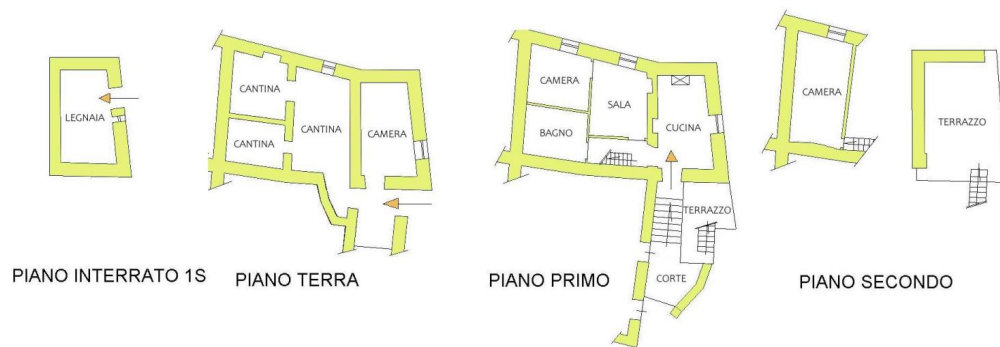 LEGNAIA
PIANO INTERRATO 1S
CANTINA
CANTINA
CANTINA
CAMERA
PIANO TERRA
CAMERA
SALA
BAGNO
CUCINA
TERRAZZO
CORTE
PIANO PRIMO
CAMERA
TERRAZZO
PIANO SECONDO